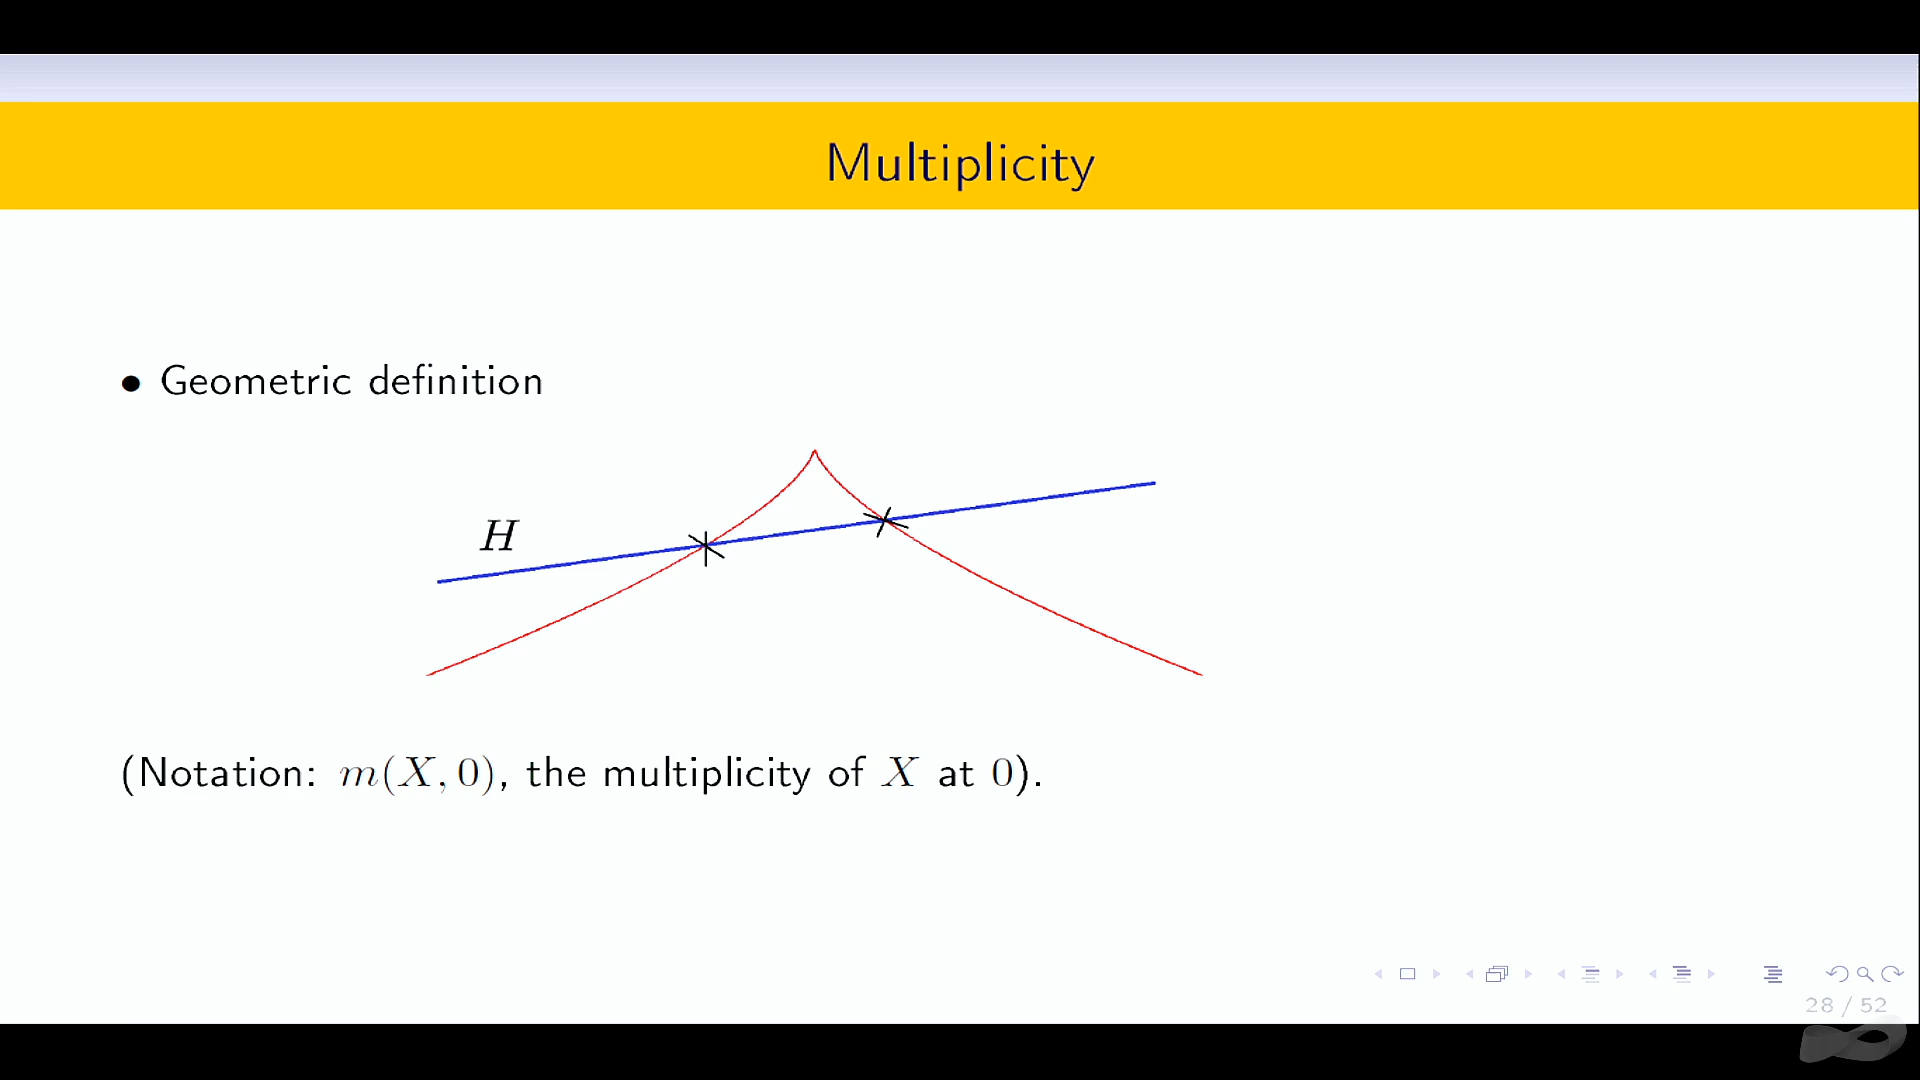 Multiplicity
• Geometric definition
H
(Notation: m(X, 0), the multiplicity of X at 0).
28 / 52